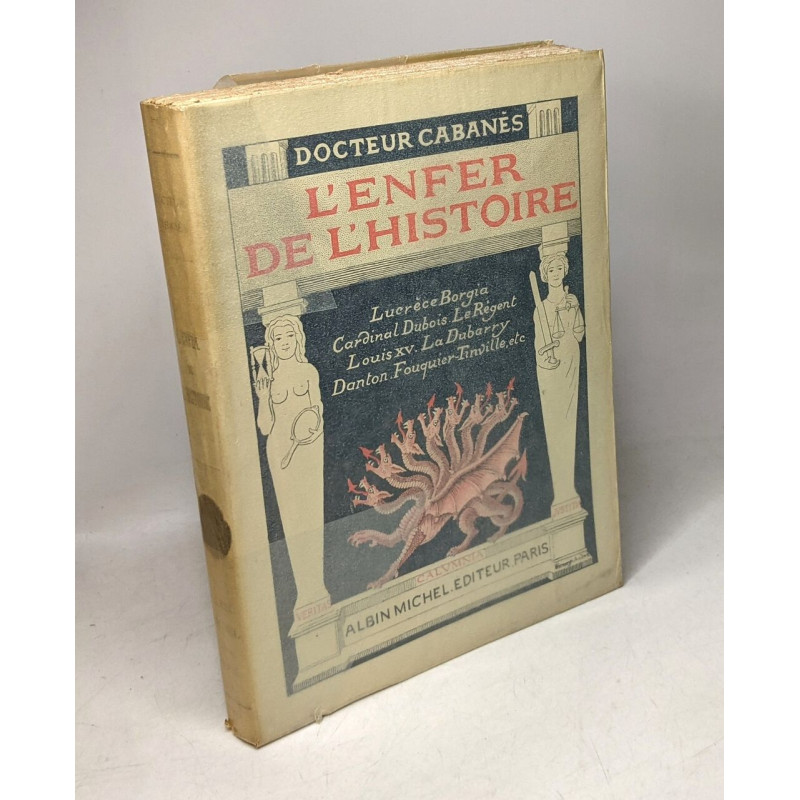 DOCTEUR CABANÈS
L'ENFER
DE L'HISTOIRE
Lucrèce Borgia
Cardinal Dubois. Le Régent
Louis XV. La Dubarry
Danton. Fouquier-Tinville, etc
VERITAS
CALVMNIA
ALBIN MICHEL. EDITEUR. PARIS